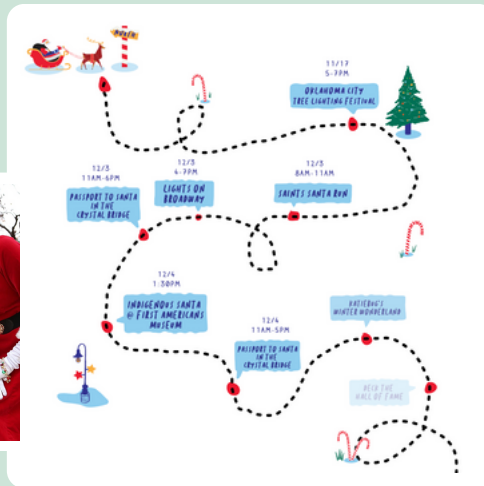 NORTH
11/17
5-7PM
OKLAHOMA CITY
TREE LIGHTING FESTIVAL
12/3
8AM-11AM
SAINTS SANTA RUN
12/3
4-7PM
LIGHTS ON
BROADWAY
12/3
11AM-6PM
PASSPORT TO SANTA
IN THE
CRYSTAL BRIDGE
12/4
1:30PM
INDIGENOUS SANTA
@ FIRST AMERICANS
MUSEUM
12/4
11AM-5PM
PASSPORT TO SANTA
IN THE
CRYSTAL BRIDGE
KATIEBUG'S
WINTER WONDERLAND
DECK THE
HALL OF FAME